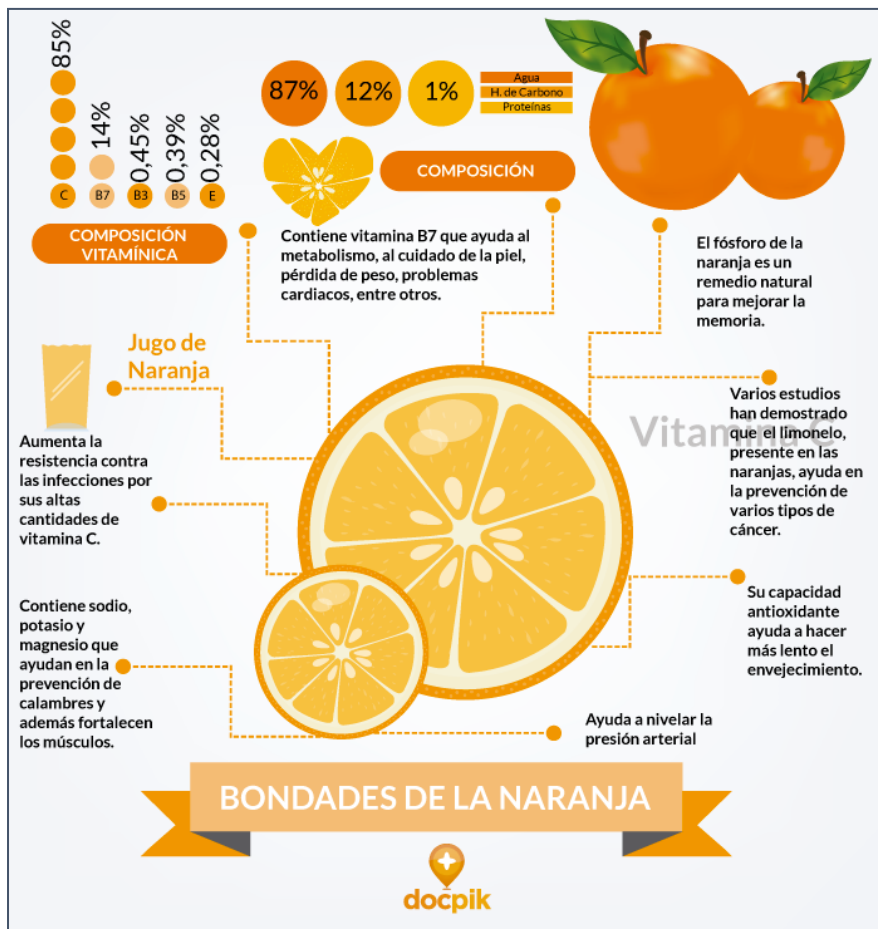 85%
14%
0,45%
0,39%
0,28%
C
B7
B3
B5
E
COMPOSICIÓN
VITAMÍNICA
87%
12%
1%
Agua
H. de Carbono
Proteínas
COMPOSICIÓN
Contiene vitamina B7 que ayuda al
metabolismo, al cuidado de la piel,
pérdida de peso, problemas
cardiacos, entre otros.
El fósforo de la
naranja es un
remedio natural
para mejorar la
memoria.
Jugo de
Naranja
Aumenta la
resistencia contra
las infecciones por
sus altas
cantidades de
vitamina C.
Vitamina C
Varios estudios
han demostrado
que el limonelo,
presente en las
naranjas, ayuda en
la prevención de
varios tipos de
cáncer.
Su capacidad
antioxidante
ayuda a hacer
más lento el
envejecimiento.
Contiene sodio,
potasio y
magnesio que
ayudan en la
prevención de
calambres y
además fortalecen
los músculos.
Ayuda a nivelar la
presión arterial
BONDADES DE LA NARANJA
docpik